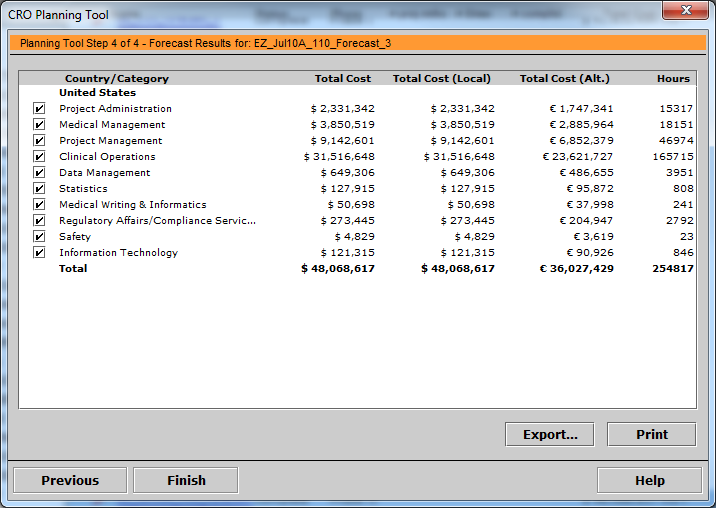 CRO Planning Tool
Planning Tool Step 4 of 4 - Forecast Results for: EZ_Jul10A_110_Forecast_3
Country/Category Total Cost Total Cost (Local) Total Cost (Alt.) Hours
United States
Project Administration $ 2,331,342 $ 2,331,342 € 1,747,341 15317
Medical Management $ 3,850,519 $ 3,850,519 € 2,885,964 18151
Project Management $ 9,142,601 $ 9,142,601 € 6,852,379 46974
Clinical Operations $ 31,516,648 $ 31,516,648 € 23,621,727 165715
Data Management $ 649,306 $ 649,306 € 486,655 3951
Statistics $ 127,915 $ 127,915 € 95,872 808
Medical Writing & Informatics $ 50,698 $ 50,698 € 37,998 241
Regulatory Affairs/Compliance Servic... $ 273,445 $ 273,445 € 204,947 2792
Safety $ 4,829 $ 4,829 € 3,619 23
Information Technology $ 121,315 $ 121,315 € 90,926 846
Total $ 48,068,617 $ 48,068,617 € 36,027,429 254817
Export... Print
Previous Finish Help